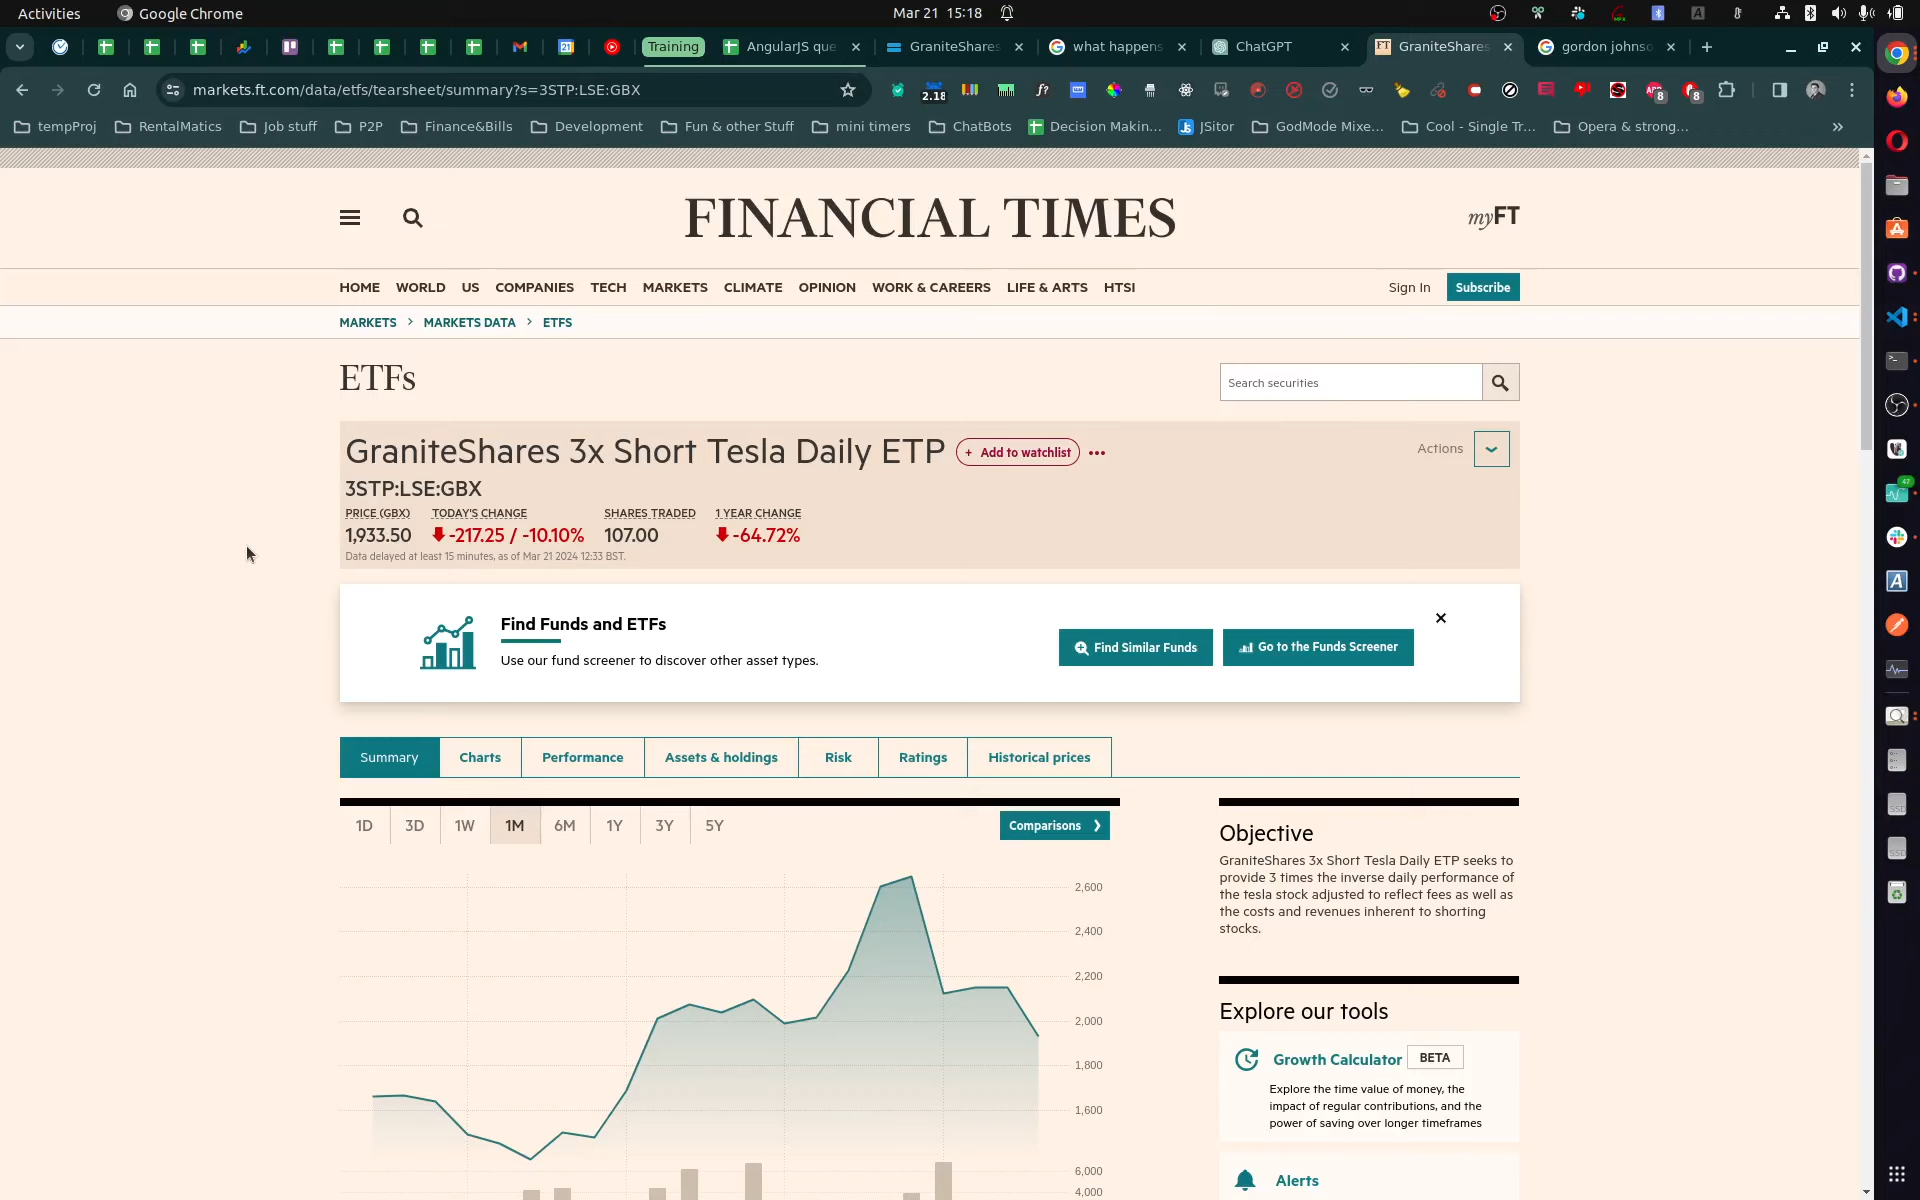 Activities Google Chrome Mar 21 15:18
Training AngularJS que GraniteShares what happens ChatGPT GraniteShares gordon johnso
markets.ft.com/data/etfs/tearsheet/summary?s=3STP:LSE:GBX
2.18 8 8
tempProj RentalMatics Job stuff P2P Finance&Bills Development Fun & other Stuff mini timers ChatBots Decision Makin... JSitor GodMode Mixe... Cool - Single Tr... Opera & strong...
FINANCIAL TIMES
myFT
HOME WORLD US COMPANIES TECH MARKETS CLIMATE OPINION WORK & CAREERS LIFE & ARTS HTSI Sign In Subscribe
MARKETS > MARKETS DATA > ETFS
ETFs
Search securities
GraniteShares 3x Short Tesla Daily ETP + Add to watchlist ••• Actions
3STP:LSE:GBX
PRICE (GBX) TODAY'S CHANGE SHARES TRADED 1 YEAR CHANGE
1,933.50 -217.25 / -10.10% 107.00 -64.72%
Data delayed at least 15 minutes, as of Mar 21 2024 12:33 BST.
Find Funds and ETFs
Use our fund screener to discover other asset types.
Find Similar Funds Go to the Funds Screener
Summary Charts Performance Assets & holdings Risk Ratings Historical prices
1D 3D 1W 1M 6M 1Y 3Y 5Y Comparisons
2,600
2,400
2,200
2,000
1,800
1,600
6,000
4,000
Objective
GraniteShares 3x Short Tesla Daily ETP seeks to
provide 3 times the inverse daily performance of
the tesla stock adjusted to reflect fees as well as
the costs and revenues inherent to shorting
stocks.
Explore our tools
Growth Calculator BETA
Explore the time value of money, the
impact of regular contributions, and the
power of saving over longer timeframes
Alerts
47